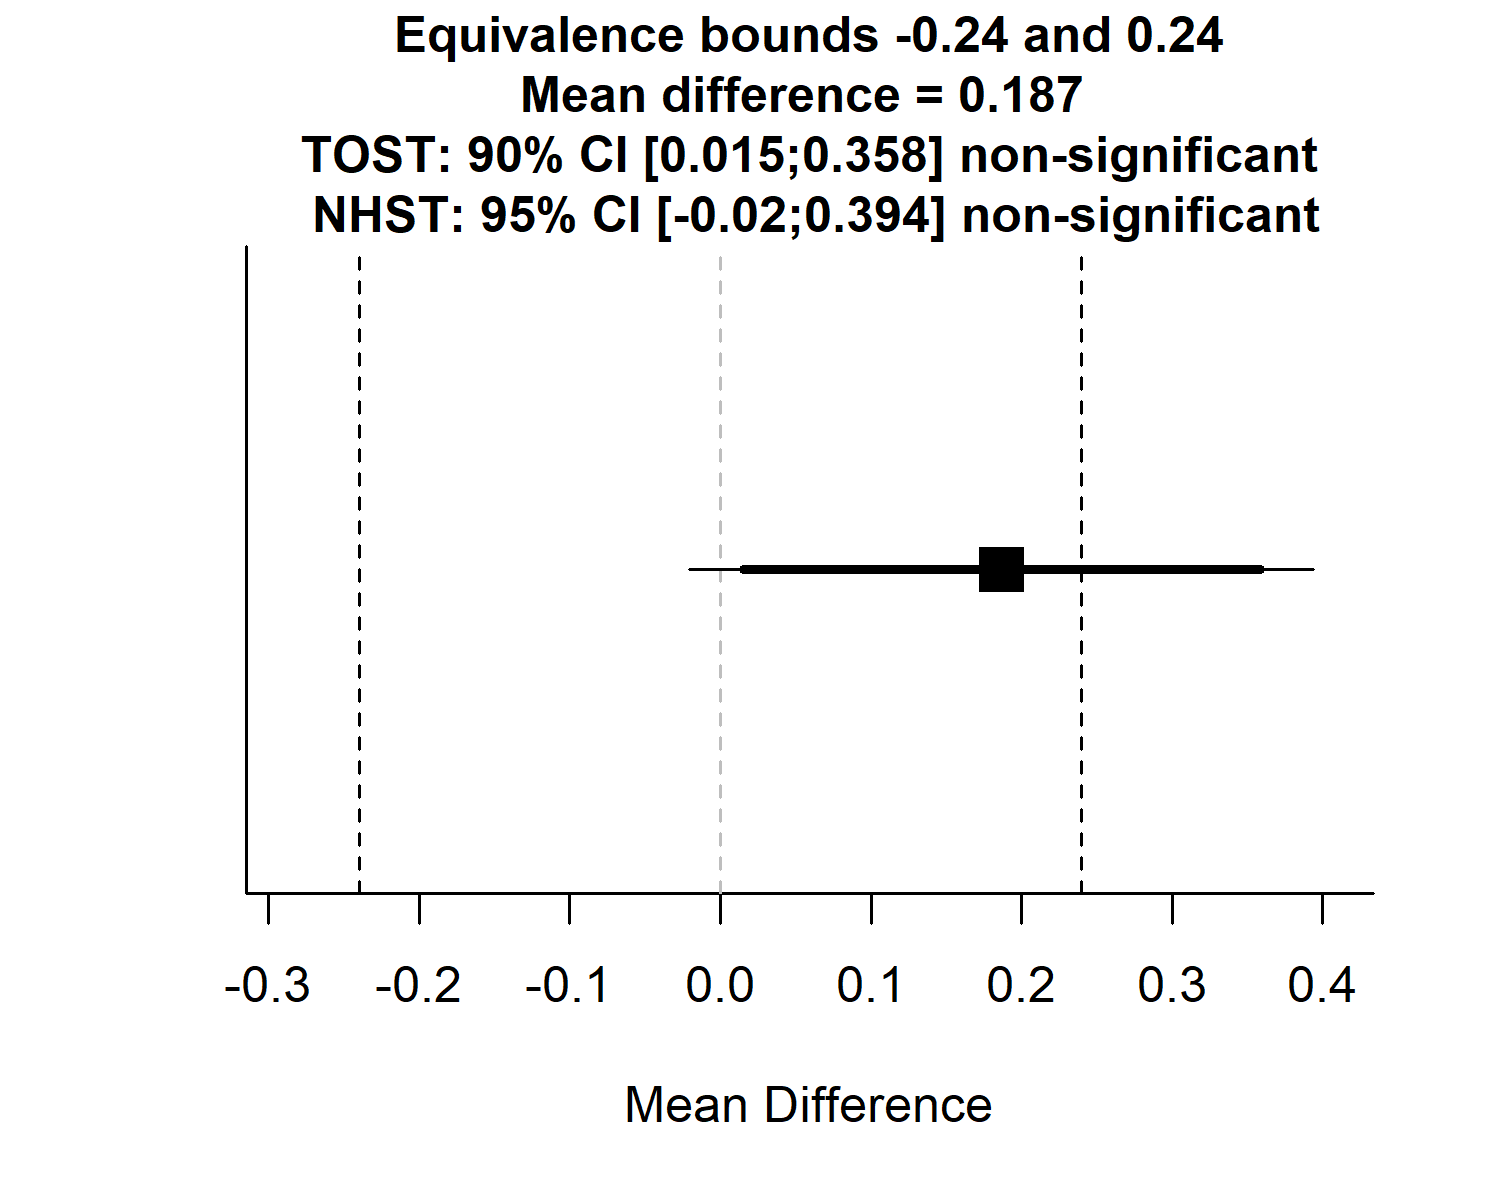 Equivalence bounds -0.24 and 0.24
Mean difference = 0.187
TOST: 90% CI [0.015;0.358] non-significant
NHST: 95% CI [-0.02;0.394] non-significant
-0.3 -0.2 -0.1 0.0 0.1 0.2 0.3 0.4
Mean Difference